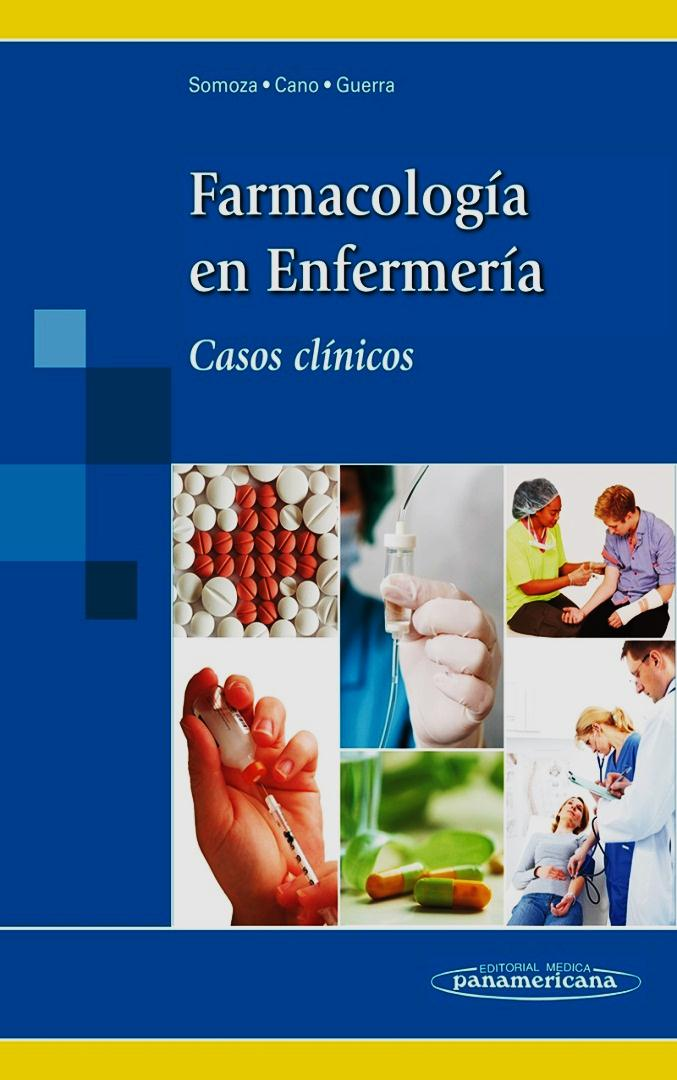 Somoza • Cano • Guerra
Farmacología
en Enfermería
Casos clínicos
EDITORIAL MEDICA
panamericana